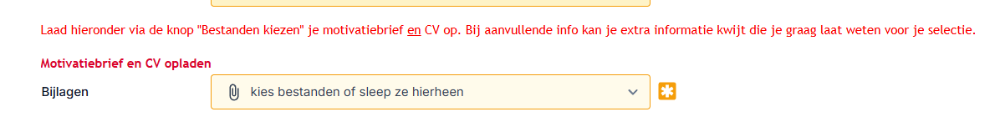 Laad hieronder via de knop "Bestanden kiezen" je motivatiebrief en CV op. Bij aanvullende info kan je extra informatie kwijt die je graag laat weten voor je selectie.
Motivatiebrief en CV opladen
Bijlagen kies bestanden of sleep ze hierheen